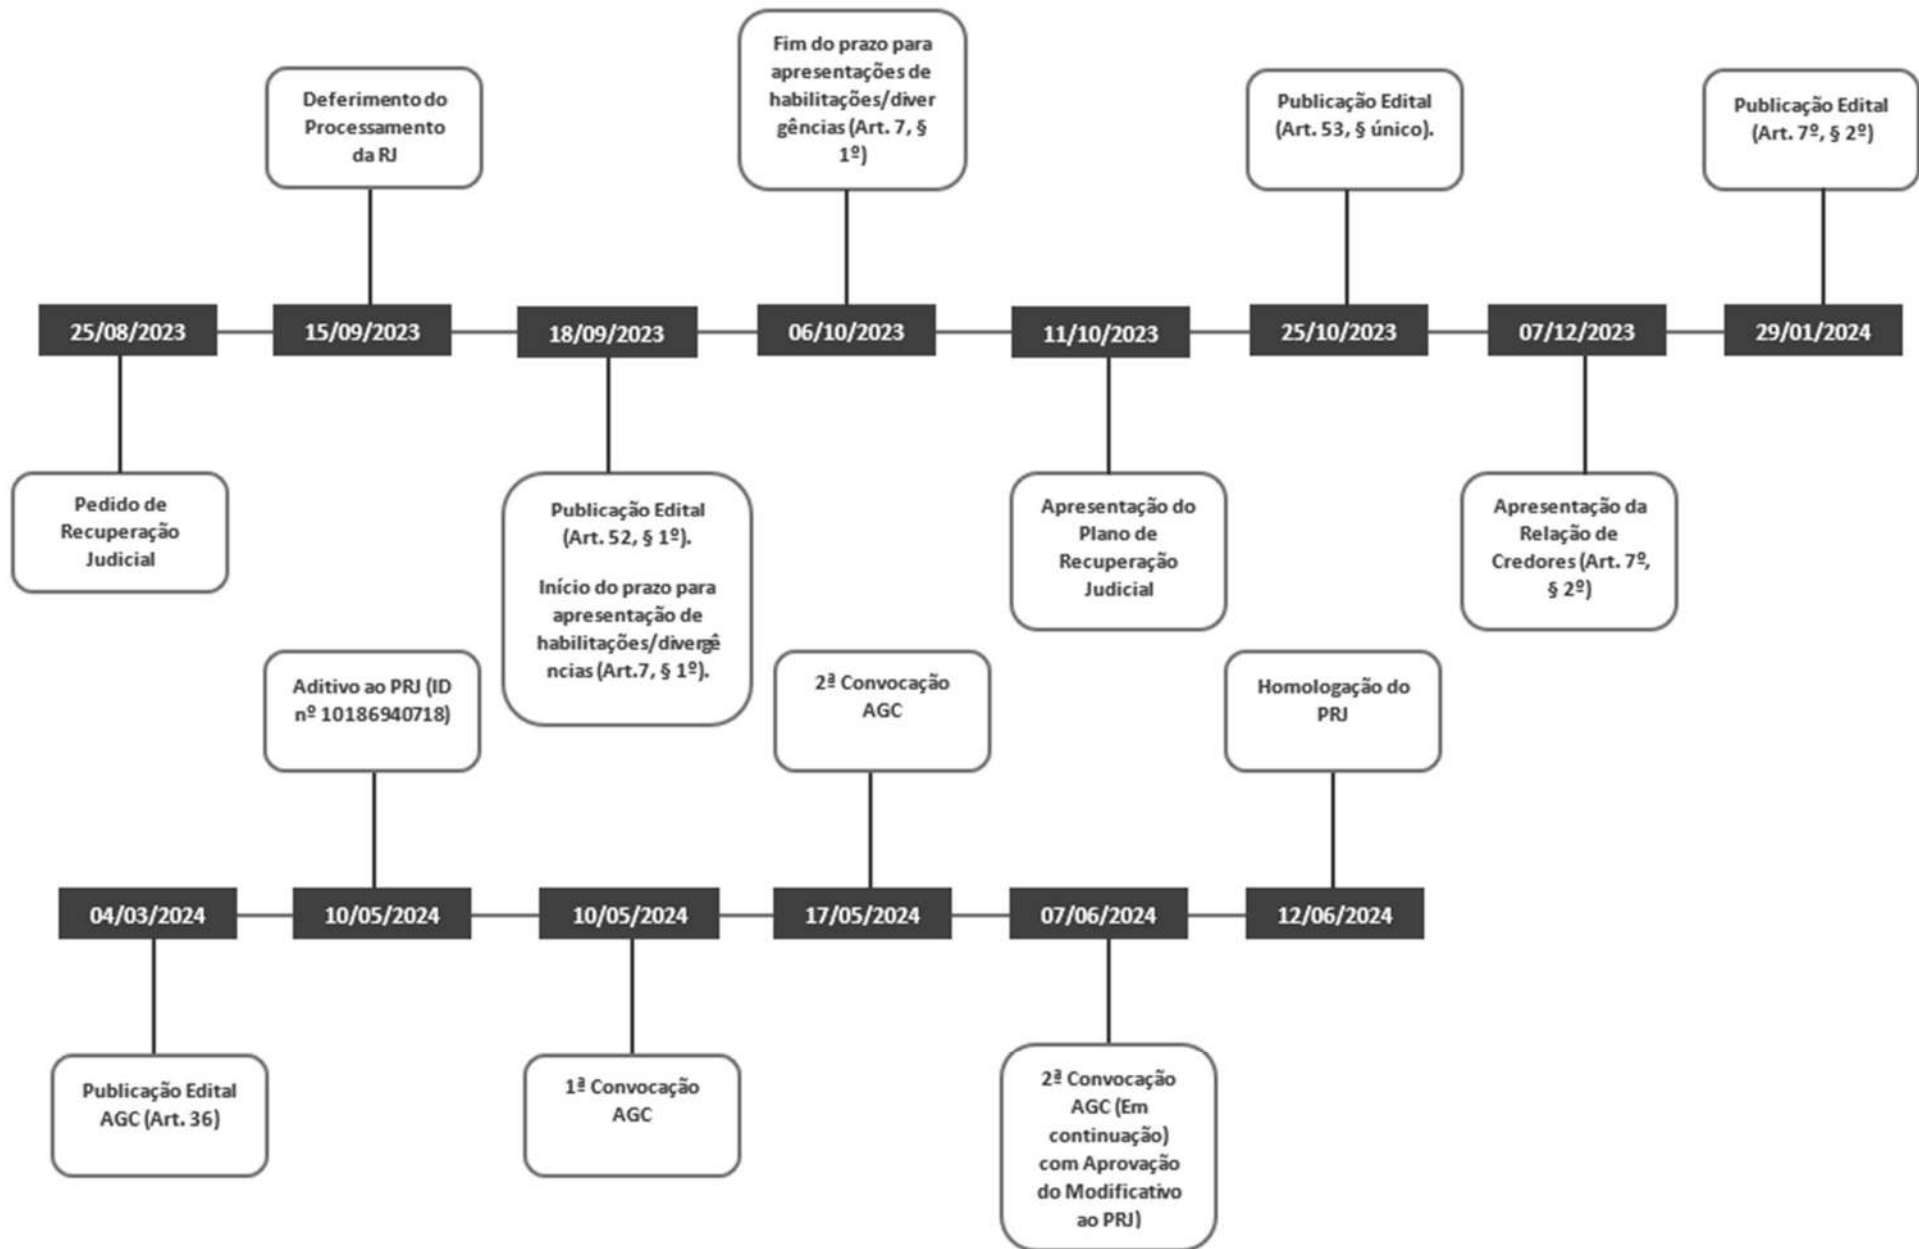 Fim do prazo para
apresentações de
habilitações/diver
gências (Art. 7, §
1º)
Deferimento do
Processamento
da RJ
Publicação Edital
(Art. 53, § único).
Publicação Edital
(Art. 7º, § 2º)
25/08/2023
15/09/2023
18/09/2023
06/10/2023
11/10/2023
25/10/2023
07/12/2023
29/01/2024
Pedido de
Recuperação
Judicial
Publicação Edital
(Art. 52, § 1º).
Início do prazo para
apresentação de
habilitações/divergê
ncias (Art.7, § 1º).
Apresentação do
Plano de
Recuperação
Judicial
Apresentação da
Relação de
Credores (Art. 7º,
§ 2º)
Aditivo ao PRJ (ID
nº 10186940718)
2ª Convocação
AGC
Homologação do
PRJ
04/03/2024
10/05/2024
10/05/2024
17/05/2024
07/06/2024
12/06/2024
Publicação Edital
AGC (Art. 36)
1ª Convocação
AGC
2ª Convocação
AGC (Em
continuação)
com Aprovação
do Modificativo
ao PRJ)